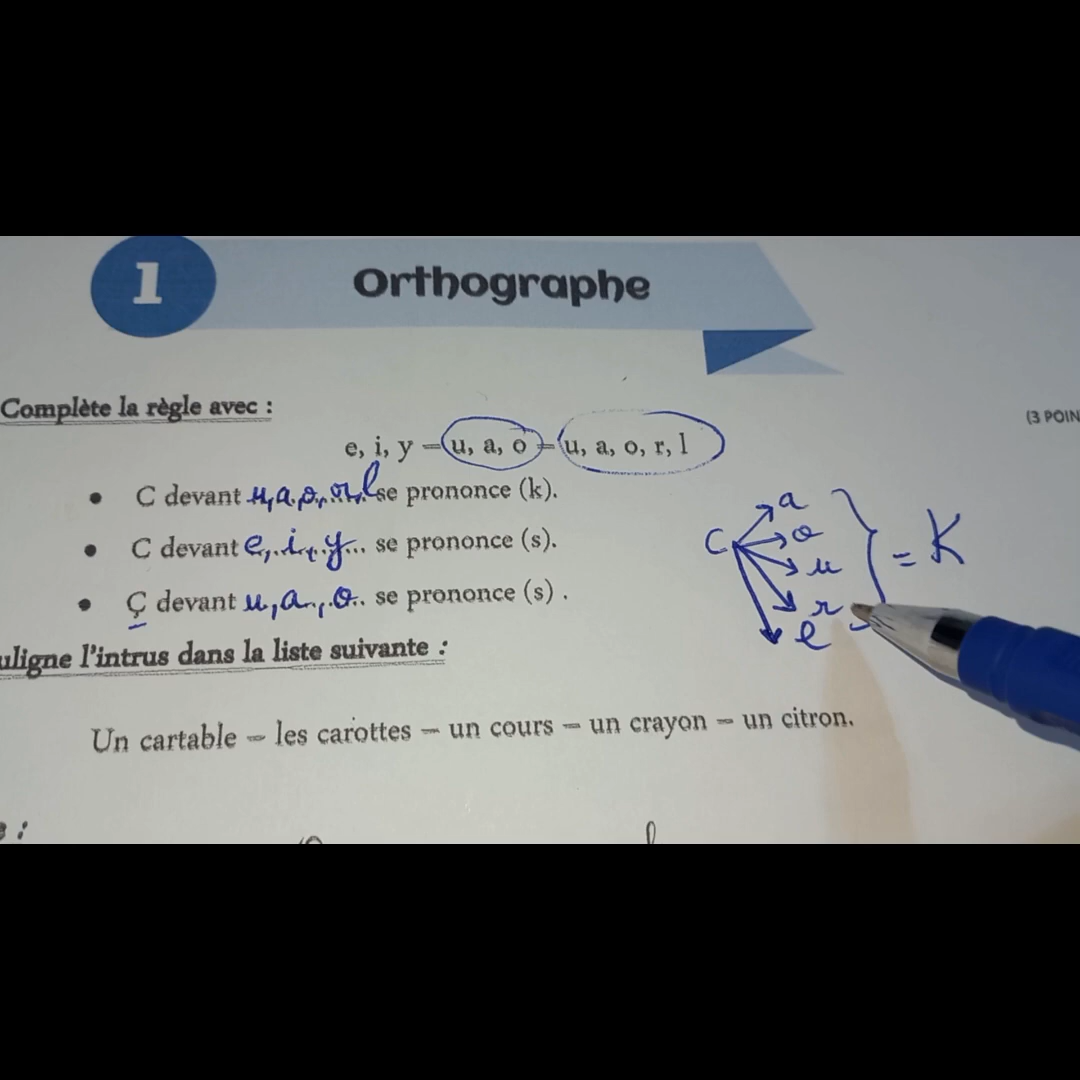 1 Orthographe
Complète la règle avec :
(3 POIN
e, i, y – u, a, o – u, a, o, r, l
• C devant u, a, o, r, l se prononce (k).
• C devant e, i, y... se prononce (s).
• Ç devant u, a, o.. se prononce (s) .
C a
o
u
r
l
= K
uligne l'intrus dans la liste suivante :
Un cartable – les carottes – un cours – un crayon – un citron.
e :